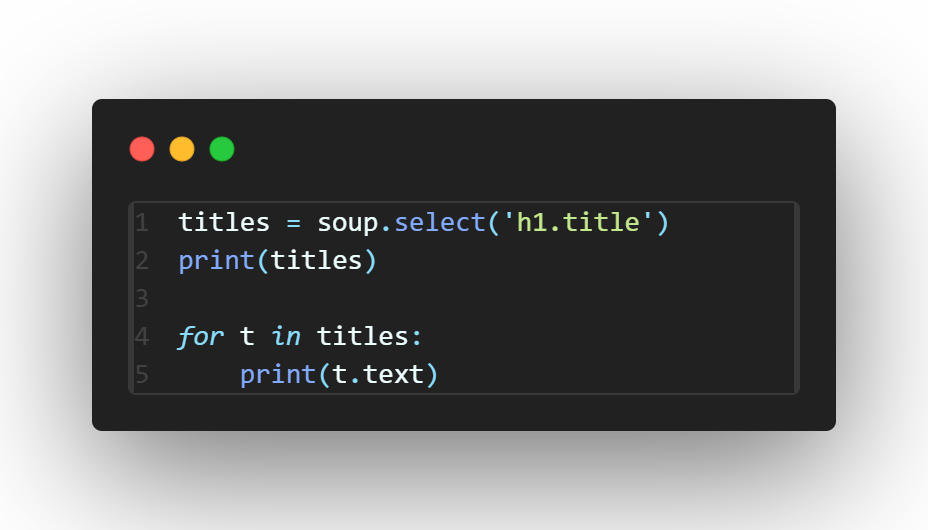 1 titles = soup.select('h1.title')
2 print(titles)
3
4 for t in titles:
5     print(t.text)